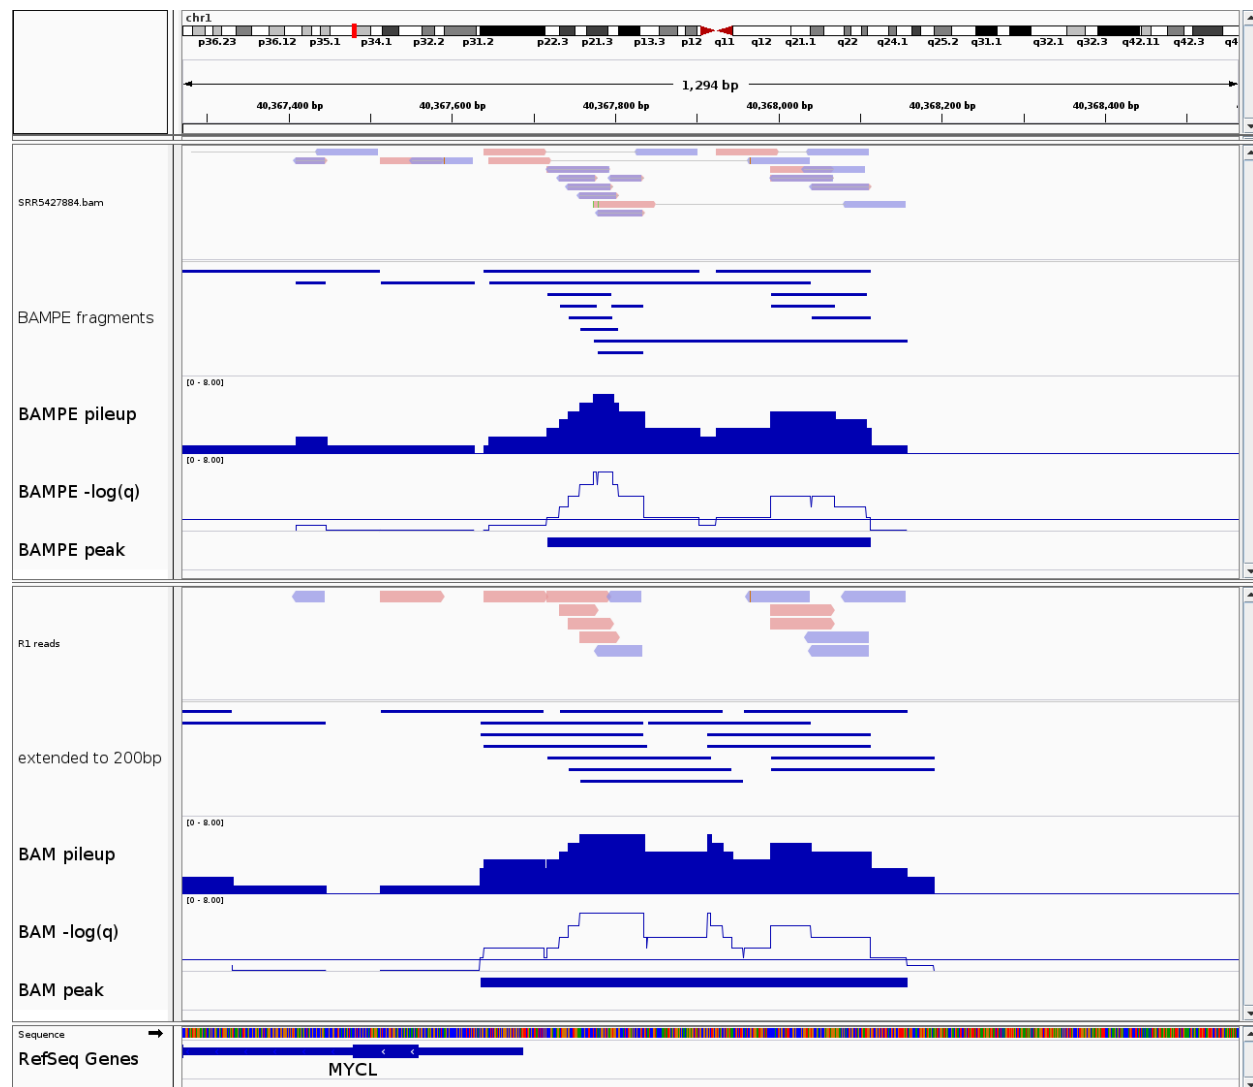 chr1
p36.23 p36.12 p35.1 p34.1 p32.2 p31.2 p22.3 p21.3 p13.3 p12 q11 q12 q21.1 q22 q24.1 q25.2 q31.1 q32.1 q32.3 q42.11 q42.3 q4
1,294 bp
40,367,400 bp 40,367,600 bp 40,367,800 bp 40,368,000 bp 40,368,200 bp 40,368,400 bp
SRR5427884.bam
BAMPE fragments
[0 - 8.00]
BAMPE pileup
[0 - 8.00]
BAMPE -log(q)
BAMPE peak
R1 reads
extended to 200bp
[0 - 8.00]
BAM pileup
[0 - 8.00]
BAM -log(q)
BAM peak
Sequence
RefSeq Genes
MYCL